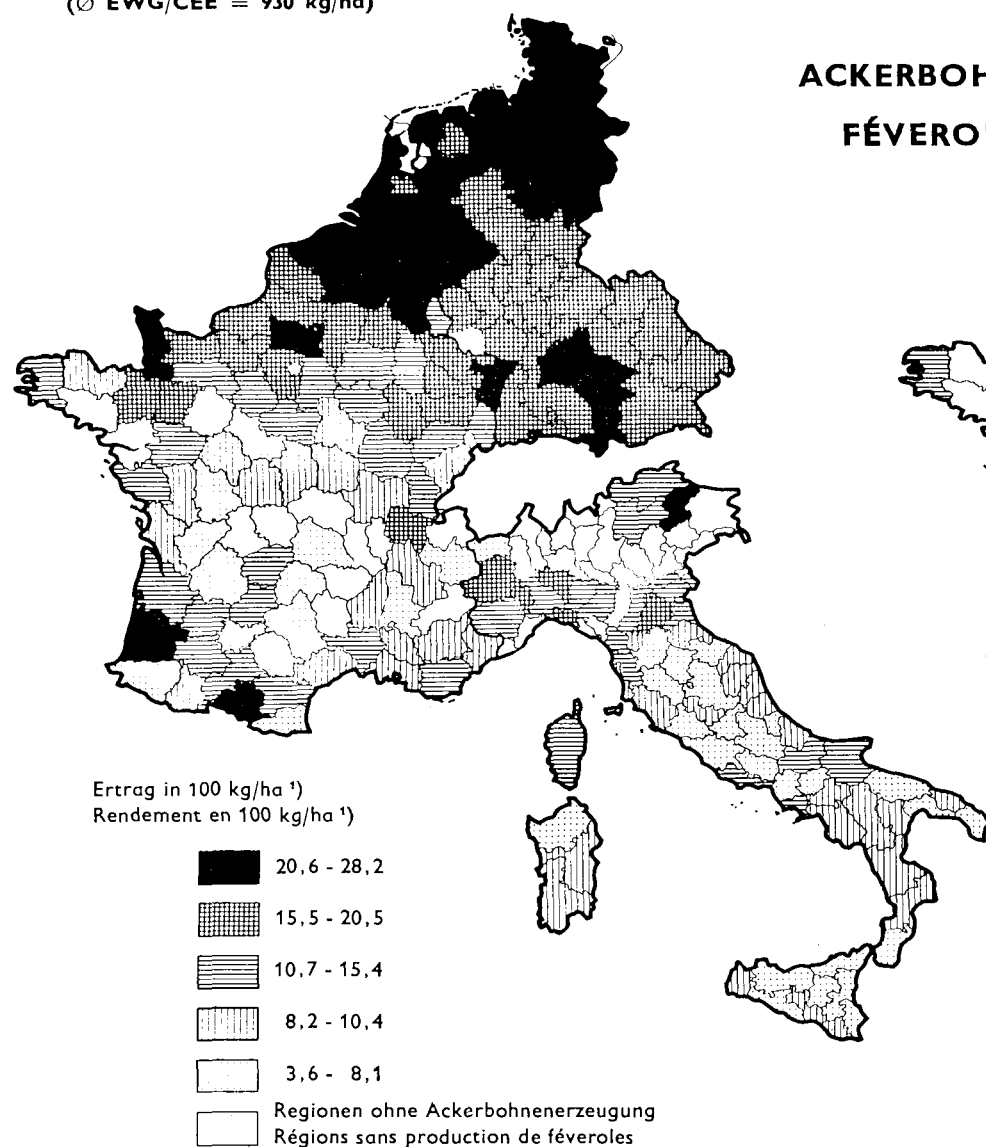 (Ø EWG/CEE = 930 kg/ha)
ACKERBOH
FÉVERO
Ertrag in 100 kg/ha ¹)
Rendement en 100 kg/ha ¹)
20,6 - 28,2
15,5 - 20,5
10,7 - 15,4
8,2 - 10,4
3,6 - 8,1
Regionen ohne Ackerbohnenerzeugung
Régions sans production de féveroles